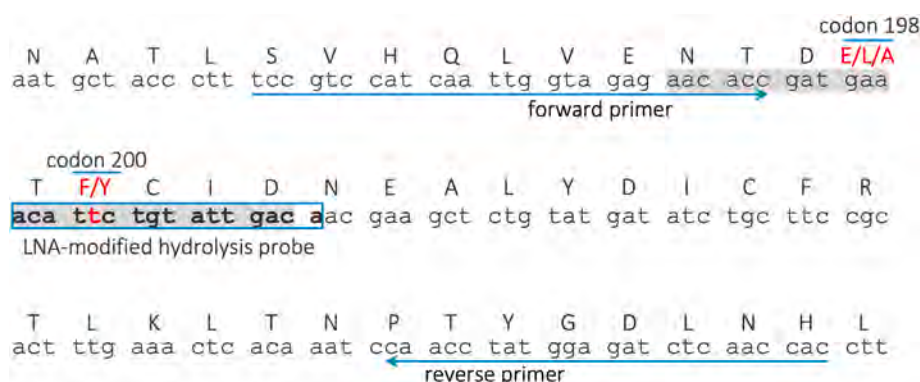 codon 198
N A T L S V H Q L V E N T D E/L/A
aat gct acc ctt tcc gtc cat caa ttg gta gag aac acc gat gaa
forward primer
codon 200
T F/Y C I D N E A L Y D I C F R
aca ttc tgt att gac aac gaa gct ctg tat gat atc tgc ttc cgc
LNA-modified hydrolysis probe
T L K L T N P T Y G D L N H L
act ttg aaa ctc aca aat cca acc tat gga gat ctc aac cac ctt
reverse primer